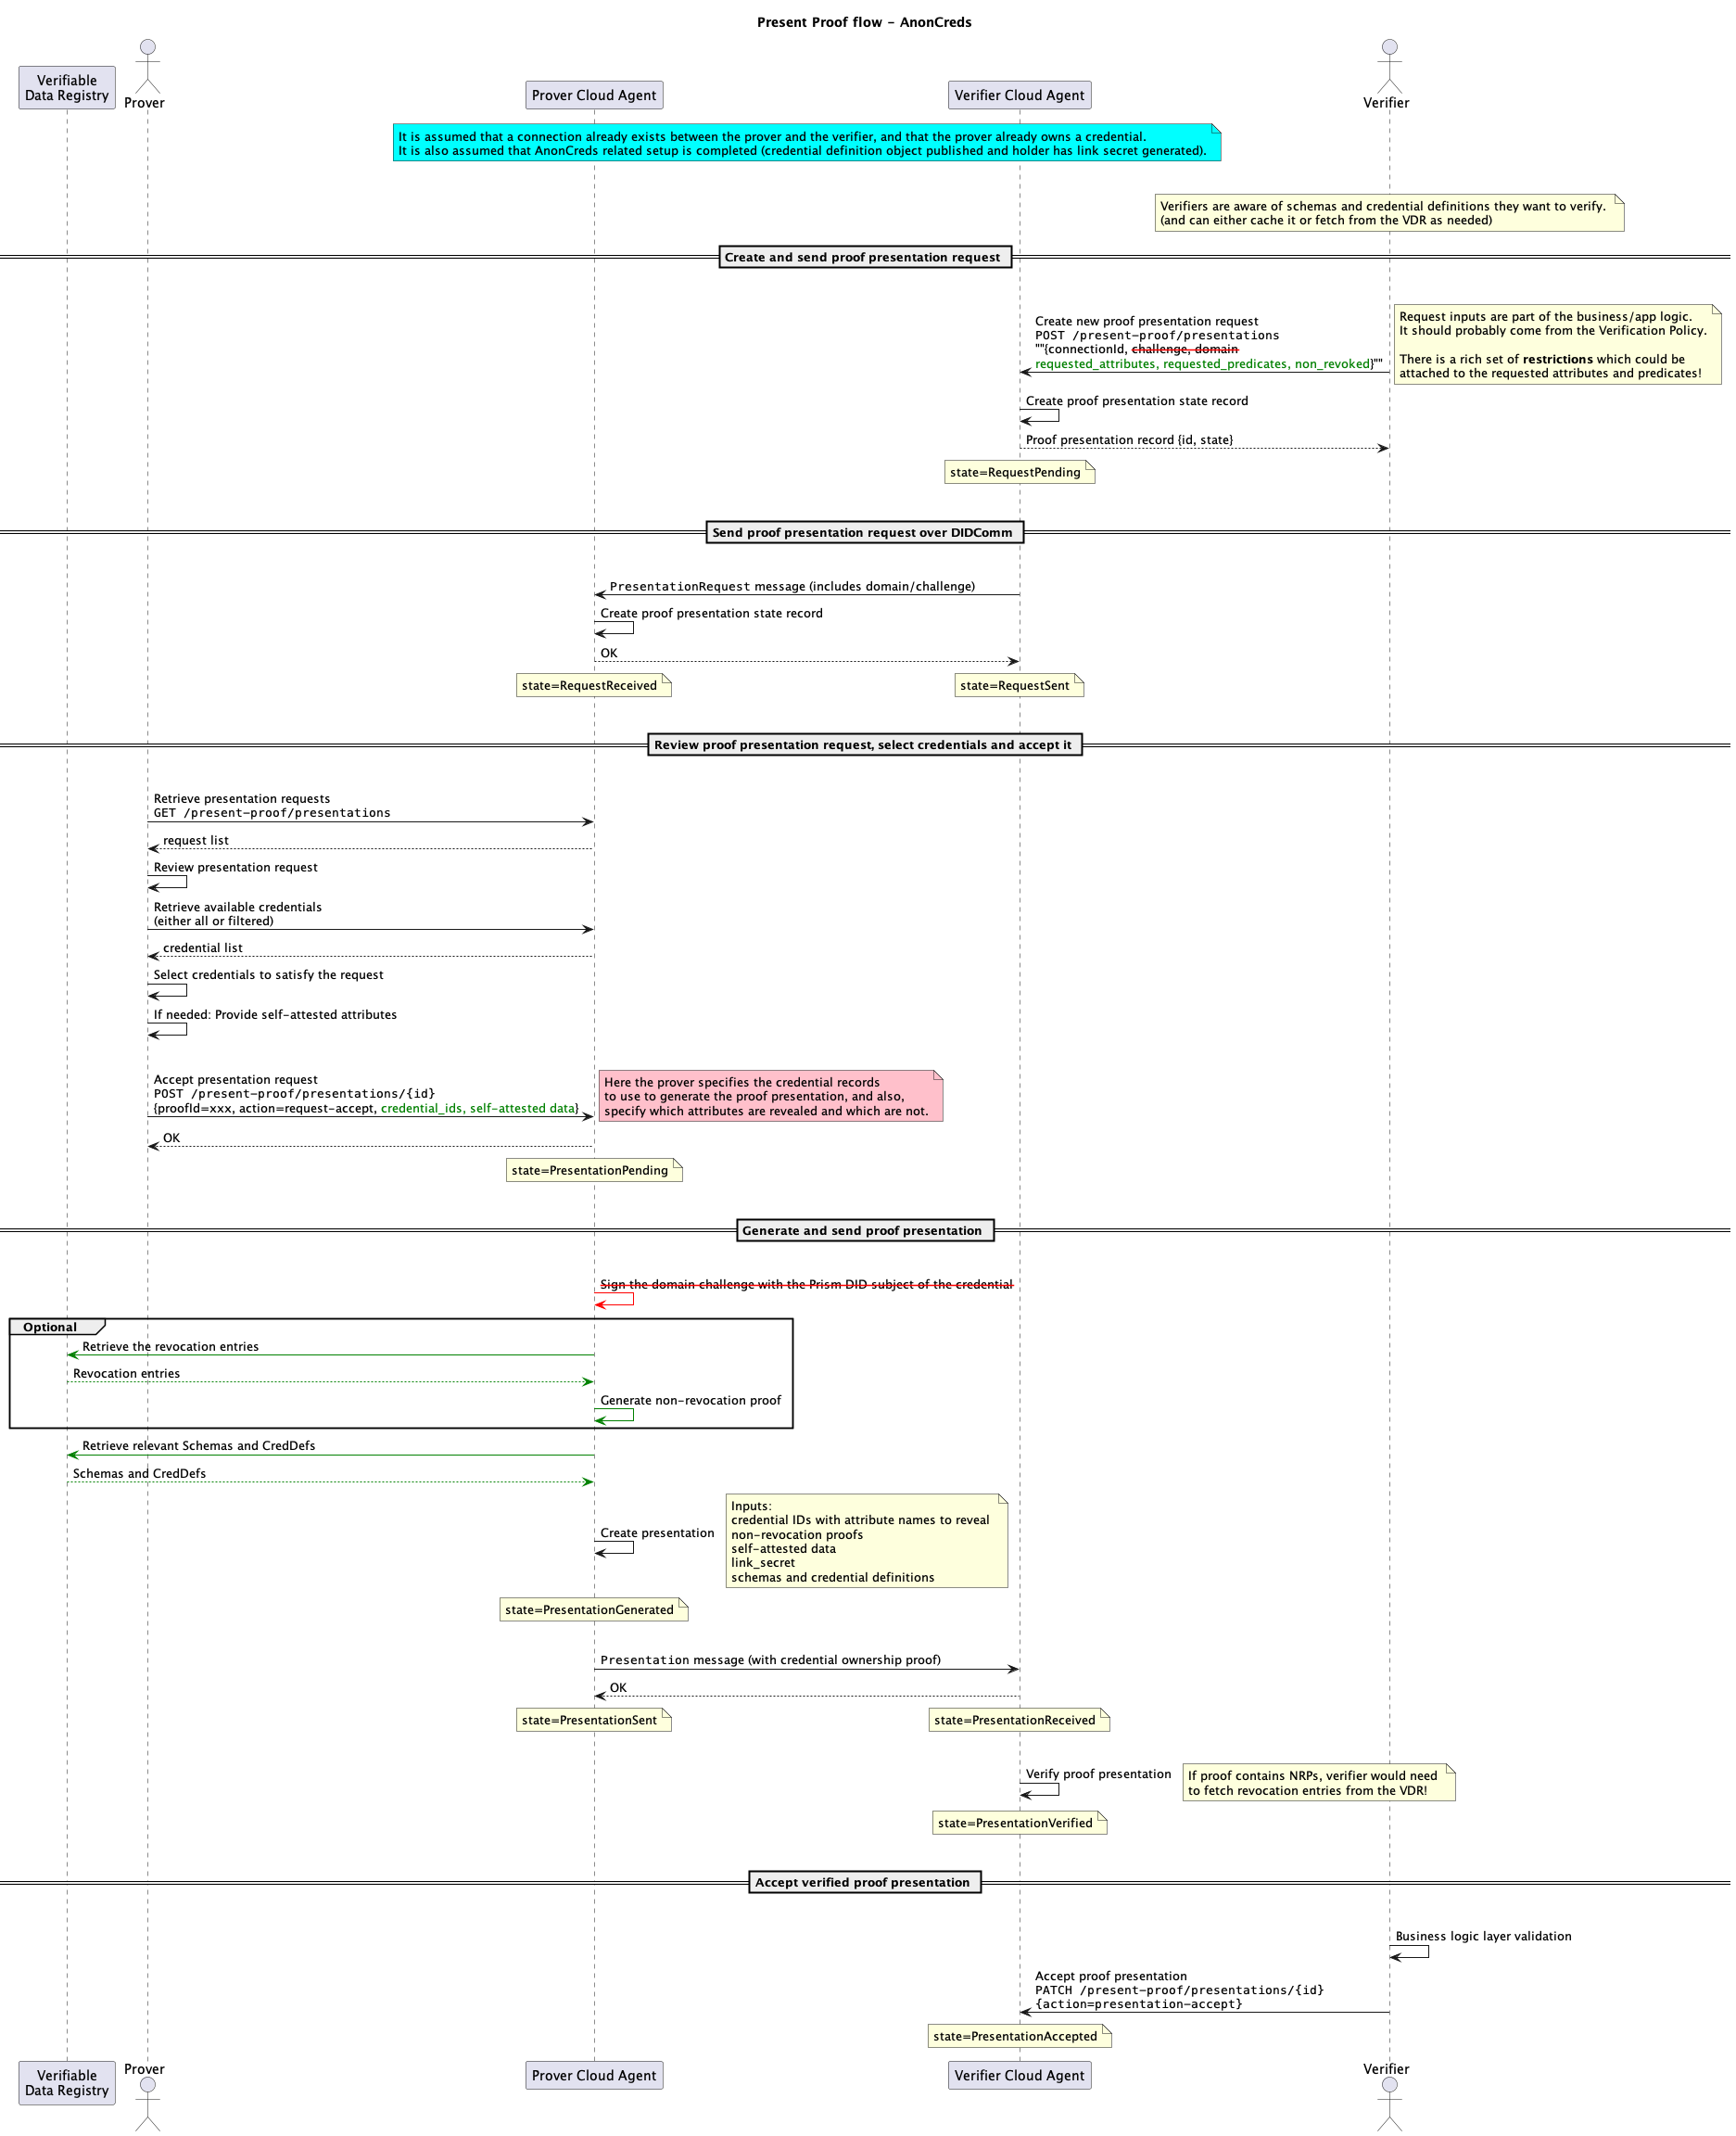 Present Proof flow - AnonCreds
Verifiable
Data Registry
Prover
Prover Cloud Agent
Verifier Cloud Agent
Verifier
It is assumed that a connection already exists between the prover and the verifier, and that the prover already owns a credential.
It is also assumed that AnonCreds related setup is completed (credential definition object published and holder has link secret generated).
Verifiers are aware of schemas and credential definitions they want to verify.
(and can either cache it or fetch from the VDR as needed)
Create and send proof presentation request
Create new proof presentation request
POST /present-proof/presentations
""{connectionId, challenge, domain
requested_attributes, requested_predicates, non_revoked}""
Request inputs are part of the business/app logic.
It should probably come from the Verification Policy.
There is a rich set of restrictions which could be
attached to the requested attributes and predicates!
Create proof presentation state record
Proof presentation record {id, state}
state=RequestPending
Send proof presentation request over DIDComm
PresentationRequest message (includes domain/challenge)
Create proof presentation state record
OK
state=RequestReceived
state=RequestSent
Review proof presentation request, select credentials and accept it
Retrieve presentation requests
GET /present-proof/presentations
request list
Review presentation request
Retrieve available credentials
(either all or filtered)
credential list
Select credentials to satisfy the request
If needed: Provide self-attested attributes
Accept presentation request
POST /present-proof/presentations/{id}
{proofId=xxx, action=request-accept, credential_ids, self-attested data}
Here the prover specifies the credential records
to use to generate the proof presentation, and also,
specify which attributes are revealed and which are not.
OK
state=PresentationPending
Generate and send proof presentation
Sign the domain challenge with the Prism DID subject of the credential
Optional
Retrieve the revocation entries
Revocation entries
Generate non-revocation proof
Retrieve relevant Schemas and CredDefs
Schemas and CredDefs
Create presentation
Inputs:
credential IDs with attribute names to reveal
non-revocation proofs
self-attested data
link_secret
schemas and credential definitions
state=PresentationGenerated
Presentation message (with credential ownership proof)
OK
state=PresentationSent
state=PresentationReceived
Verify proof presentation
If proof contains NRPs, verifier would need
to fetch revocation entries from the VDR!
state=PresentationVerified
Accept verified proof presentation
Business logic layer validation
Accept proof presentation
PATCH /present-proof/presentations/{id}
{action=presentation-accept}
state=PresentationAccepted
Verifiable
Data Registry
Prover
Prover Cloud Agent
Verifier Cloud Agent
Verifier